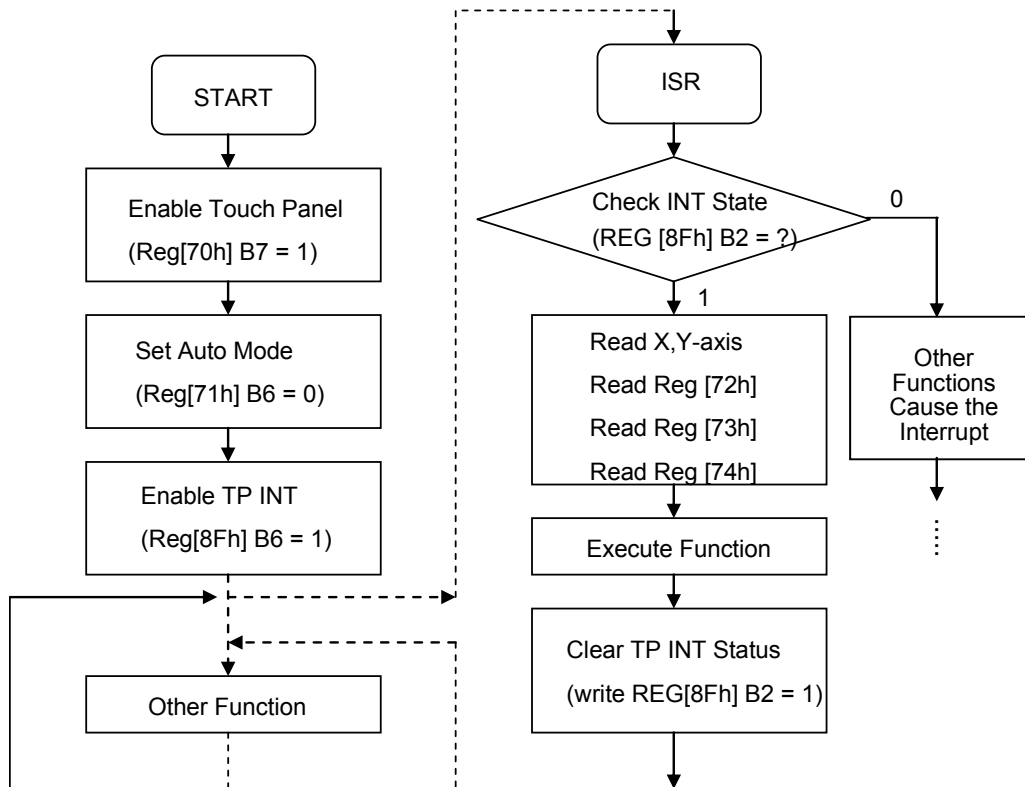 START
Enable Touch Panel
(Reg[70h] B7 = 1)
Set Auto Mode
(Reg[71h] B6 = 0)
Enable TP INT
(Reg[8Fh] B6 = 1)
Other Function
ISR
Check INT State
(REG [8Fh] B2 = ?)
0
1
Read X,Y-axis
Read Reg [72h]
Read Reg [73h]
Read Reg [74h]
Other
Functions
Cause the
Interrupt
Execute Function
Clear TP INT Status
(write REG[8Fh] B2 = 1)